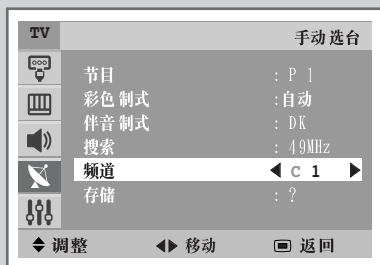 TV
手动选台
节目 : P 1
彩色制式 : 自动
伴音制式 : DK
搜索 : 49MHz
频道 ◀ C 1 ▶
存储 : ?
调整 移动 返回